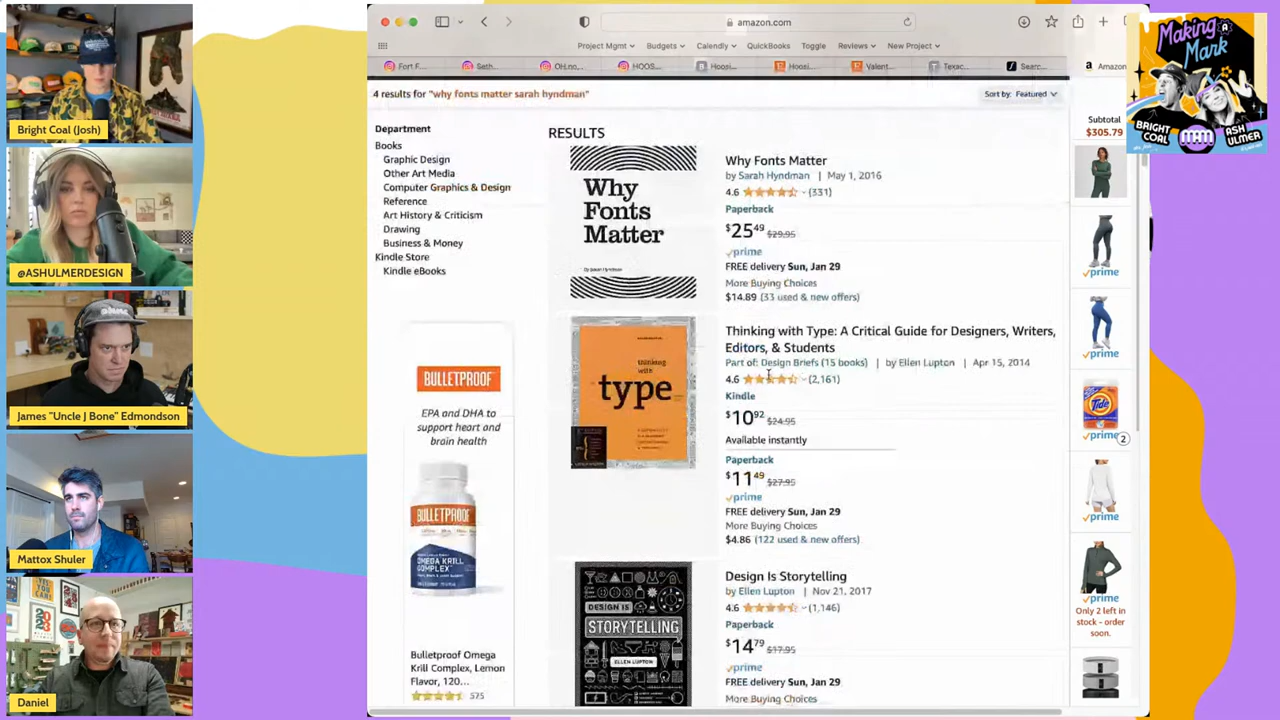 Bright Coal (Josh)
@ASHULMERDESIGN
James "Uncle J Bone" Edmondson
Mattox Shuler
Daniel
amazon.com
Project Mgmt
Budgets
Calendly
QuickBooks
Toggle
Reviews
New Project
Fort F...
Seth...
OH.no...
HOOS...
Hoosi...
Hoosi...
Valent...
Texac...
Searc...
Amazon
Making
Mark
BRIGHT
COAL
MTM
ASH
ULMER
4 results for "why fonts matter sarah hyndman"
Sort by: Featured
Department
Books
Graphic Design
Other Art Media
Computer Graphics & Design
Reference
Art History & Criticism
Drawing
Business & Money
Kindle Store
Kindle eBooks
BULLETPROOF
EPA and DHA to
support heart and
brain health
BULLETPROOF
OMEGA KRILL
COMPLEX
Bulletproof Omega
Krill Complex, Lemon
Flavor, 120...
575
RESULTS
Why
Fonts
Matter
By Sarah Hyndman
Why Fonts Matter
by Sarah Hyndman | May 1, 2016
4.6 (331)
Paperback
$25.49 $29.95
prime
FREE delivery Sun, Jan 29
More Buying Choices
$14.89 (33 used & new offers)
thinking
with
type
Thinking with Type: A Critical Guide for Designers, Writers,
Editors, & Students
Part of: Design Briefs (15 books) | by Ellen Lupton | Apr 15, 2014
4.6 (2,161)
Kindle
$10.92 $24.95
Available instantly
Paperback
$11.49 $27.95
prime
FREE delivery Sun, Jan 29
More Buying Choices
$4.86 (122 used & new offers)
DESIGN IS
STORYTELLING
ELLEN LUPTON
Design Is Storytelling
by Ellen Lupton | Nov 21, 2017
4.6 (1,146)
Paperback
$14.79 $17.95
prime
FREE delivery Sun, Jan 29
More Buying Choices
Subtotal
$305.79
prime
prime
Tide
prime
2
prime
prime
Only 2 left in
stock - order
soon.